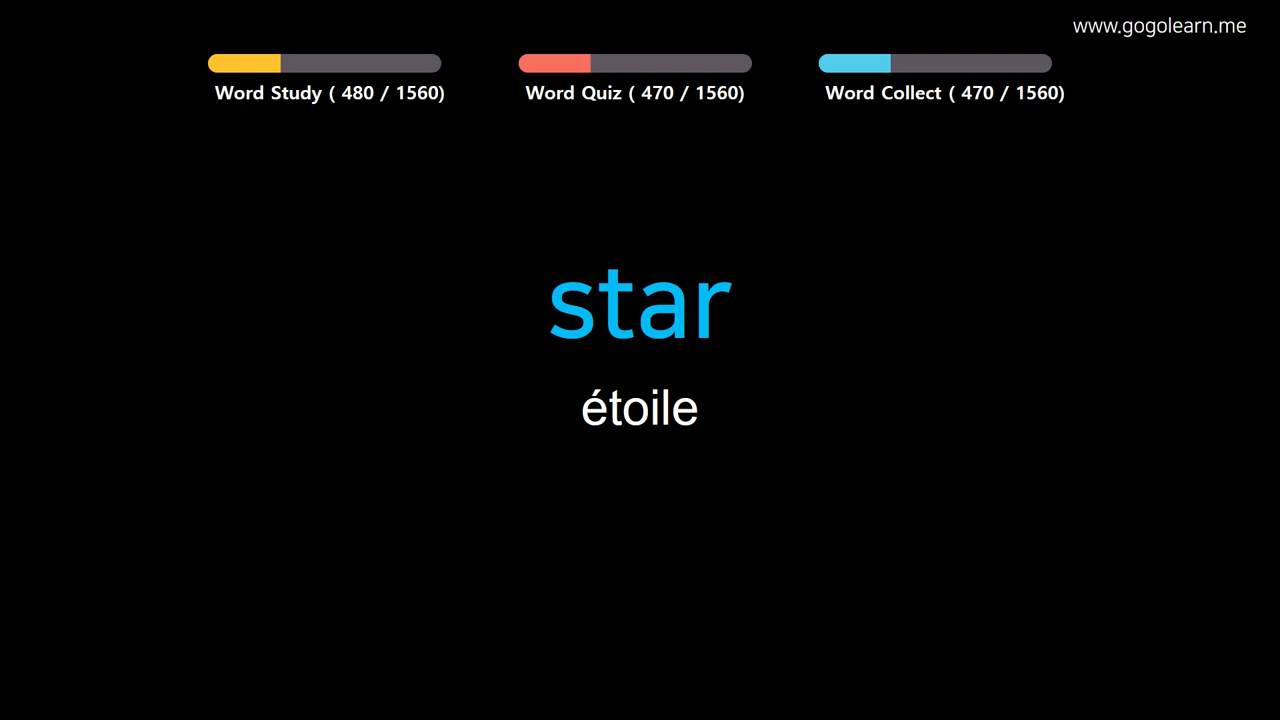 www.gogolearn.me
Word Study ( 480 / 1560)
Word Quiz ( 470 / 1560)
Word Collect ( 470 / 1560)
star
étoile